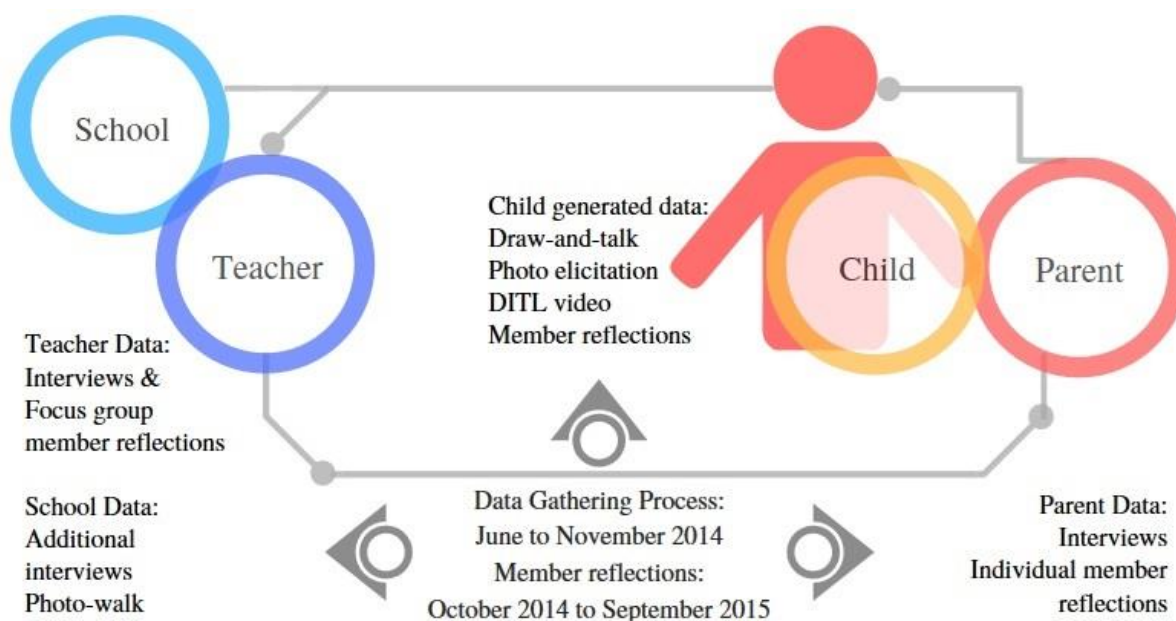 School
Teacher
Child
Parent
Child generated data:
Draw-and-talk
Photo elicitation
DITL video
Member reflections
Teacher Data:
Interviews &
Focus group
member reflections
School Data:
Additional
interviews
Photo-walk
Data Gathering Process:
June to November 2014
Member reflections:
October 2014 to September 2015
Parent Data:
Interviews
Individual member
reflections